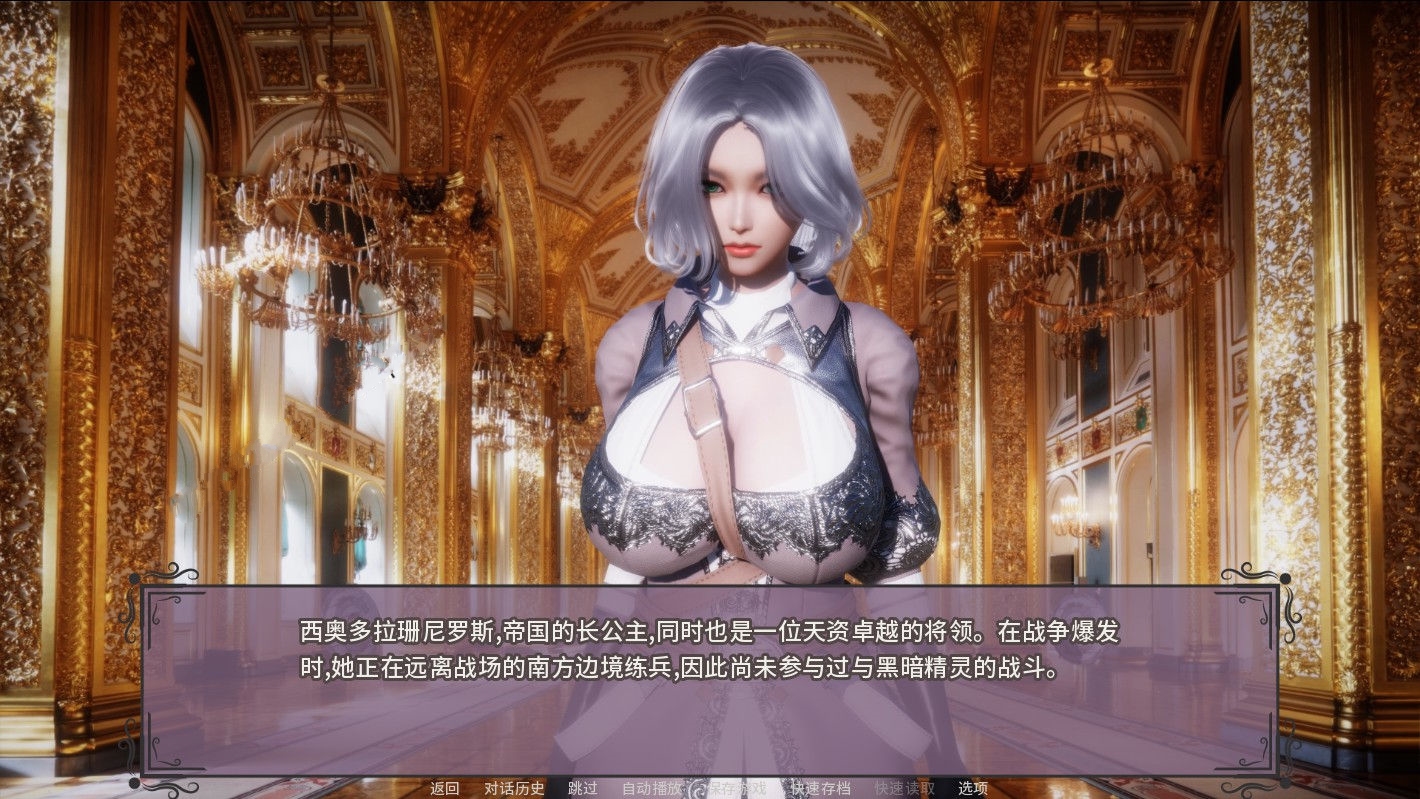 西奥多拉珊尼罗斯,帝国的长公主,同时也是一位天资卓越的将领。在战争爆发
时,她正在远离战场的南方边境练兵,因此尚未参与过与黑暗精灵的战斗。
返回 对话历史 跳过 自动播放 保存游戏 快速存档 快速读取 选项